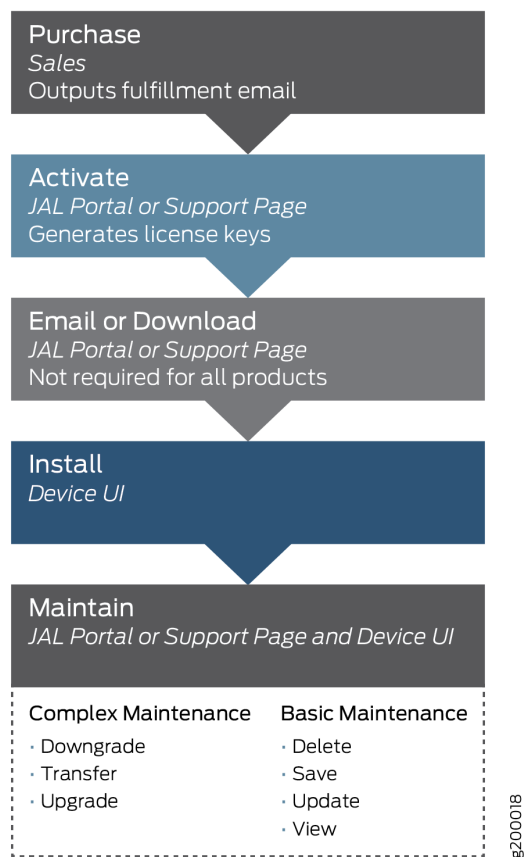 Purchase
Sales
Outputs fulfillment email
Activate
JAL Portal or Support Page
Generates license keys
Email or Download
JAL Portal or Support Page
Not required for all products
Install
Device UI
Maintain
JAL Portal or Support Page and Device UI
Complex Maintenance
· Downgrade
· Transfer
· Upgrade
Basic Maintenance
· Delete
· Save
· Update
· View
g200018